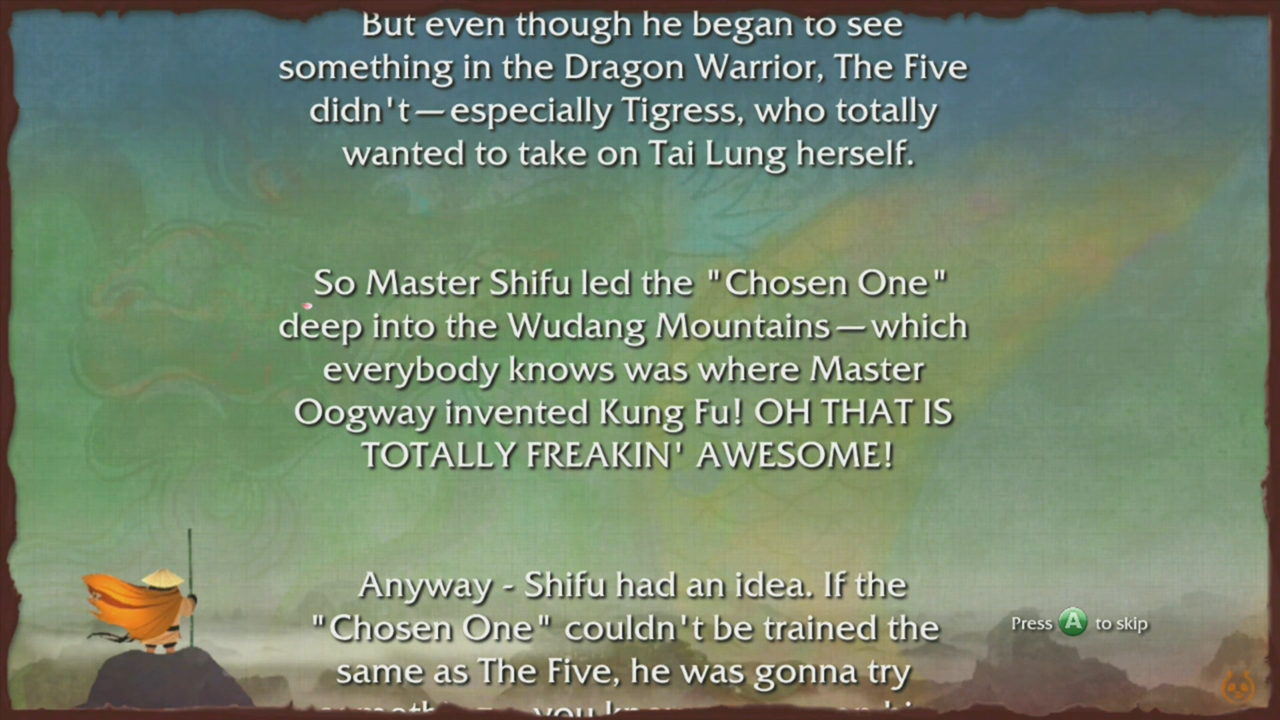 But even though he began to see
something in the Dragon Warrior, The Five
didn't—especially Tigress, who totally
wanted to take on Tai Lung herself.
So Master Shifu led the "Chosen One"
deep into the Wudang Mountains—which
everybody knows was where Master
Oogway invented Kung Fu! OH THAT IS
TOTALLY FREAKIN' AWESOME!
Anyway - Shifu had an idea. If the
"Chosen One" couldn't be trained the
same as The Five, he was gonna try
Press A to skip